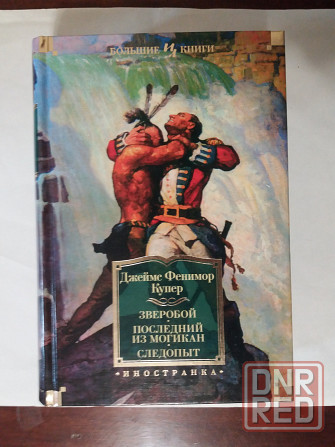 БОЛЬШИЕ И КНИГИ
Джеймс Фенимор
Купер
ЗВЕРОБОЙ
ПОСЛЕДНИЙ
ИЗ МОГИКАН
СЛЕДОПЫТ
• ИНОСТРАНКА •
DNR
RED